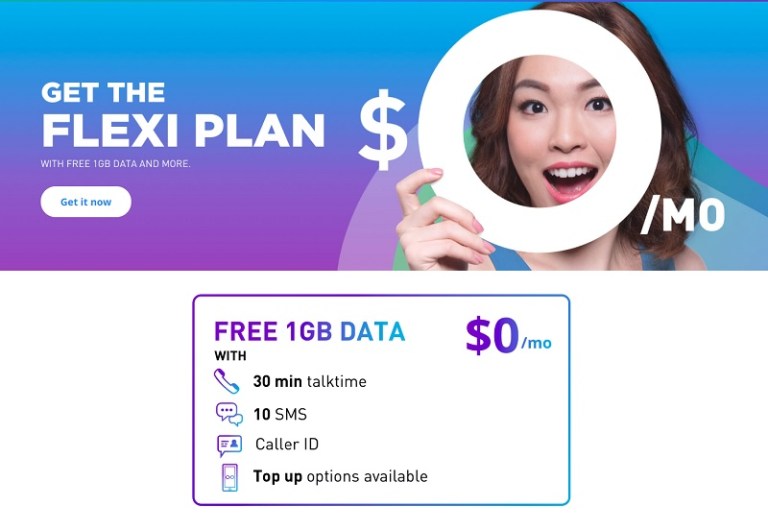 GET THE
FLEXI PLAN
WITH FREE 1GB DATA AND MORE.
Get it now
$0/MO
FREE 1GB DATA
$0/mo
WITH
30 min talktime
10 SMS
Caller ID
Top up options available